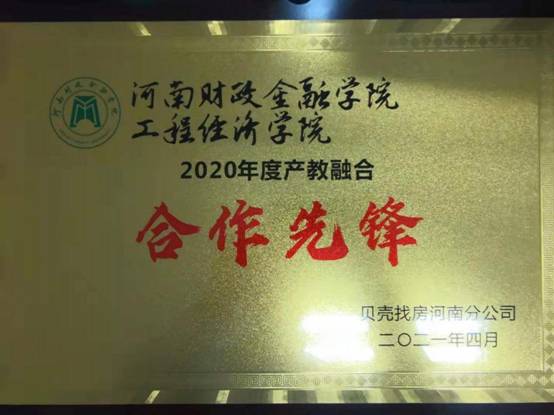 河南财政金融学院
工程经济学院
2020年度产教融合
合作先锋
贝壳找房河南分公司
二〇二一年四月